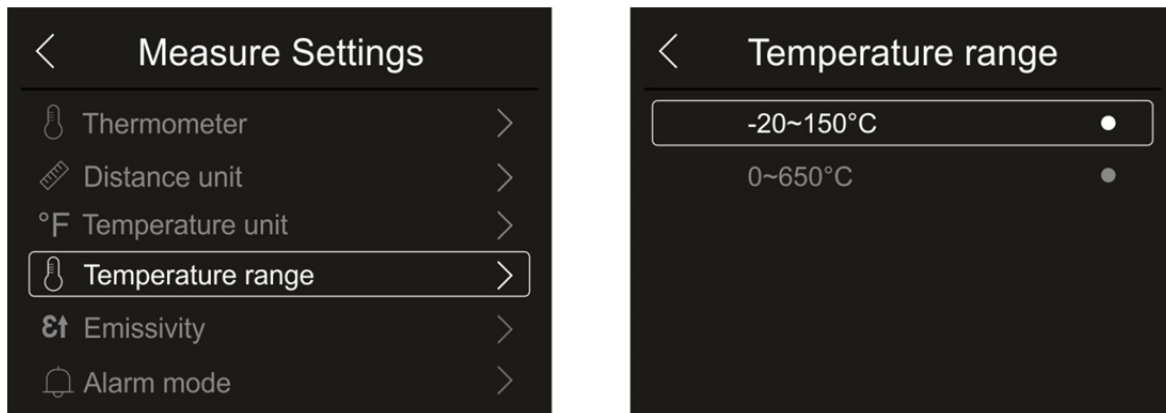 Measure Settings
Thermometer
Distance unit
°F Temperature unit
Temperature range
Ɛ↑ Emissivity
Alarm mode
Temperature range
-20~150°C
0~650°C